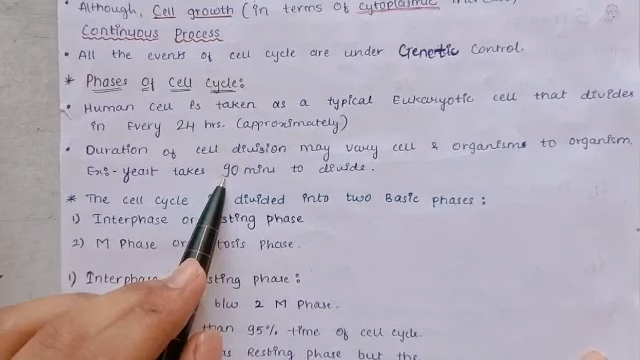 Although, Cell growth (in terms of cytoplasmic
Continuous Process
• All the events of cell cycle are under Genetic Control.
* Phases of Cell Cycle:
• Human cell is taken as a typical Eukaryotic cell that divides
in Every 24 hrs. (approximately)
• Duration of cell division may vary cell & organisms to organism.
Ex:- yeait takes 90 mins to divide.
* The cell cycle divided into two Basic phases:
1) Interphase or sting phase
2) M Phase or tosis phase.
1) Interphase sting phase:
b/w 2 M Phase.
than 95% time of cell cycle.
Resting phase but the